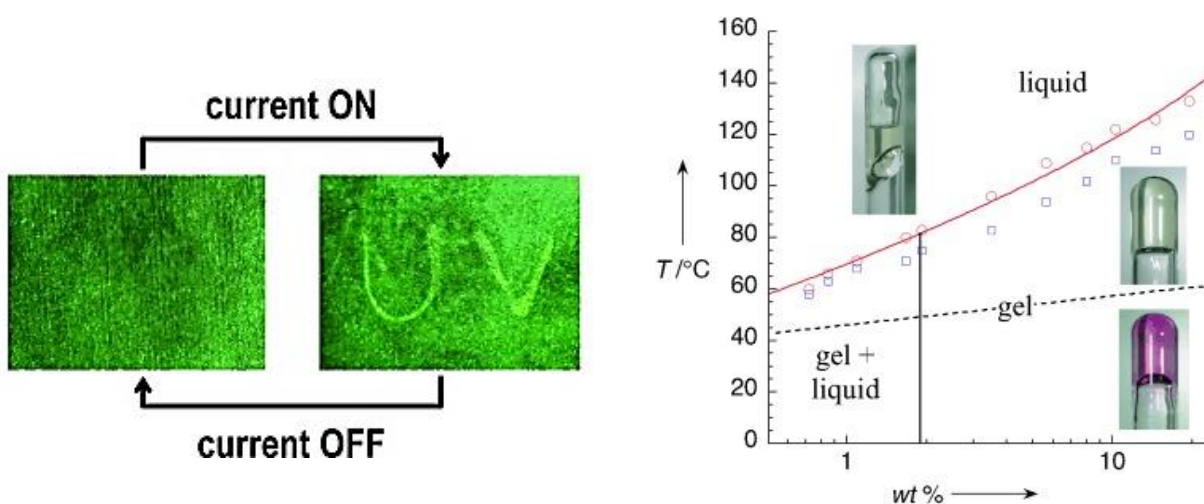 current ON
U V
current OFF
160
140
120
100
80
60
40
20
0
T/°C
liquid
gel
gel +
liquid
1
10
wt%